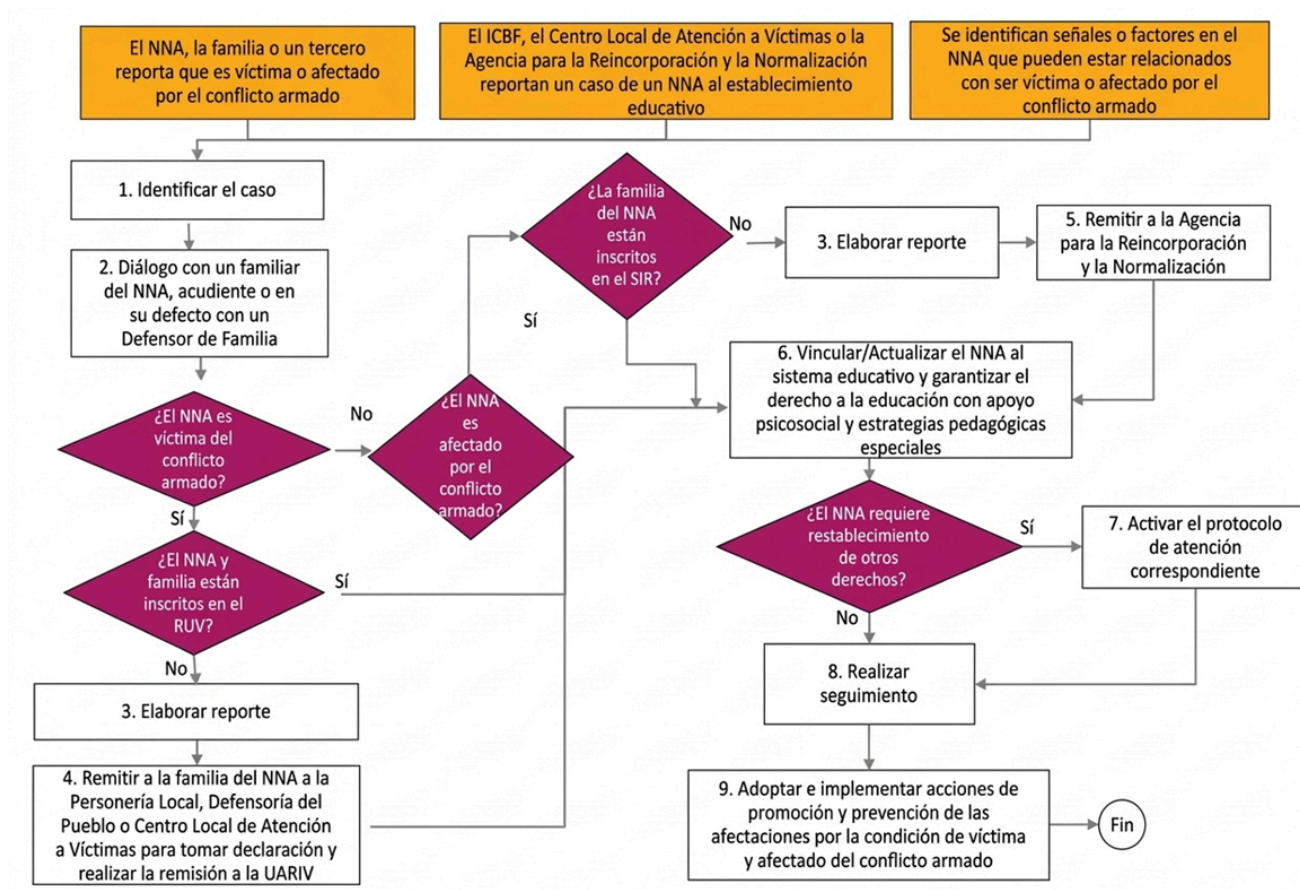 El NNA, la familia o un tercero
reporta que es víctima o afectado
por el conflicto armado
El ICBF, el Centro Local de Atención a Víctimas o la
Agencia para la Reincorporación y la Normalización
reportan un caso de un NNA al establecimiento
educativo
Se identifican señales o factores en el
NNA que pueden estar relacionados
con ser víctima o afectado por el
conflicto armado
1. Identificar el caso
2. Diálogo con un familiar
del NNA, acudiente o en
su defecto con un
Defensor de Familia
¿El NNA es
víctima del
conflicto
armado?
No
Sí
¿El NNA
es
afectado
por el
conflicto
armado?
¿La familia
del NNA
están
inscritos
en el SIR?
No
Sí
3. Elaborar reporte
5. Remitir a la Agencia
para la Reincorporación
y la Normalización
¿El NNA y
familia están
inscritos en el
RUV?
Sí
No
3. Elaborar reporte
4. Remitir a la familia del NNA a la
Personería Local, Defensoría del
Pueblo o Centro Local de Atención
a Víctimas para tomar declaración y
realizar la remisión a la UARIV
6. Vincular/Actualizar el NNA al
sistema educativo y garantizar el
derecho a la educación con apoyo
psicosocial y estrategias pedagógicas
especiales
¿El NNA requiere
restablecimiento
de otros
derechos?
Sí
No
7. Activar el protocolo
de atención
correspondiente
8. Realizar
seguimiento
9. Adoptar e implementar acciones de
promoción y prevención de las
afectaciones por la condición de víctima
y afectado del conflicto armado
Fin